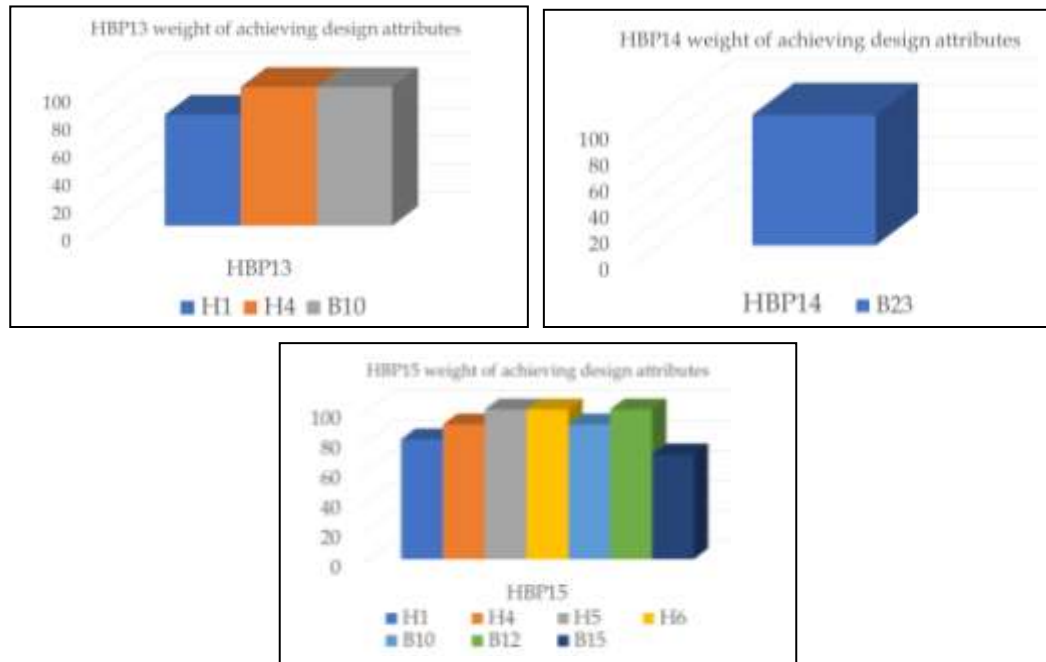 HBP13 weight of achieving design attributes
100
80
60
40
20
0
HBP13
H1 H4 B10
HBP14 weight of achieving design attributes
100
80
60
40
20
0
HBP14 B23
HBP15 weight of achieving design attributes
100
80
60
40
20
0
HBP15
H1 H4 H5 H6
B10 B12 B15